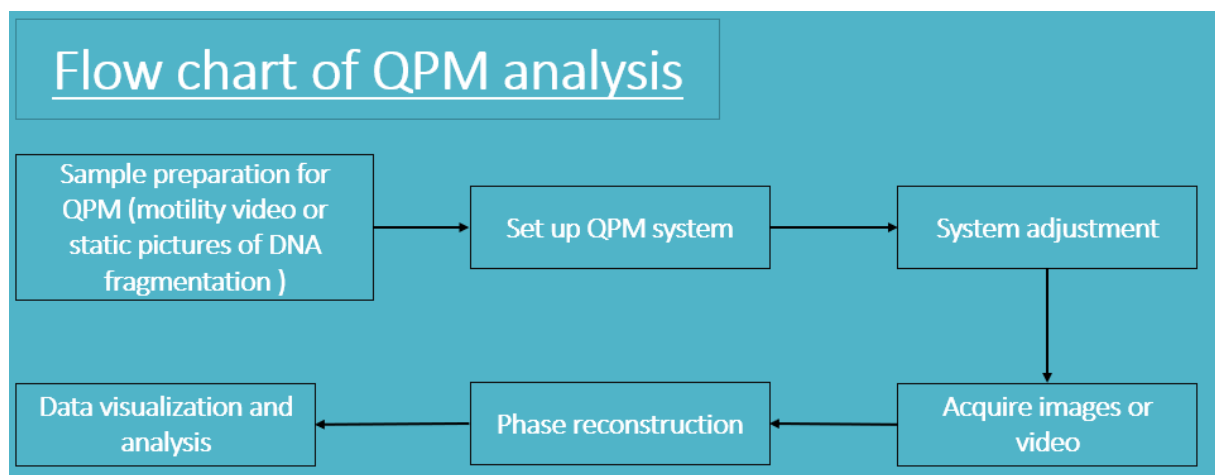 Flow chart of QPM analysis
Sample preparation for
QPM (motility video or
static pictures of DNA
fragmentation )
Set up QPM system
System adjustment
Acquire images or
video
Phase reconstruction
Data visualization and
analysis